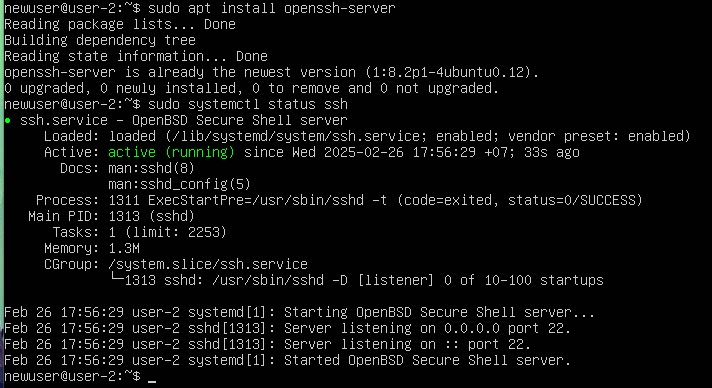 newuser@user-2:~$ sudo apt install openssh-server
Reading package lists... Done
Building dependency tree
Reading state information... Done
openssh-server is already the newest version (1:8.2p1-4ubuntu0.12).
0 upgraded, 0 newly installed, 0 to remove and 0 not upgraded.
newuser@user-2:~$ sudo systemctl status ssh
● ssh.service - OpenBSD Secure Shell server
Loaded: loaded (/lib/systemd/system/ssh.service; enabled; vendor preset: enabled)
Active: active (running) since Wed 2025-02-26 17:56:29 +07; 33s ago
Docs: man:sshd(8)
man:sshd_config(5)
Process: 1311 ExecStartPre=/usr/sbin/sshd -t (code=exited, status=0/SUCCESS)
Main PID: 1313 (sshd)
Tasks: 1 (limit: 2253)
Memory: 1.3M
CGroup: /system.slice/ssh.service
└─1313 sshd: /usr/sbin/sshd -D [listener] 0 of 10-100 startups
Feb 26 17:56:29 user-2 systemd[1]: Starting OpenBSD Secure Shell server...
Feb 26 17:56:29 user-2 sshd[1313]: Server listening on 0.0.0.0 port 22.
Feb 26 17:56:29 user-2 sshd[1313]: Server listening on :: port 22.
Feb 26 17:56:29 user-2 systemd[1]: Started OpenBSD Secure Shell server.
newuser@user-2:~$ _